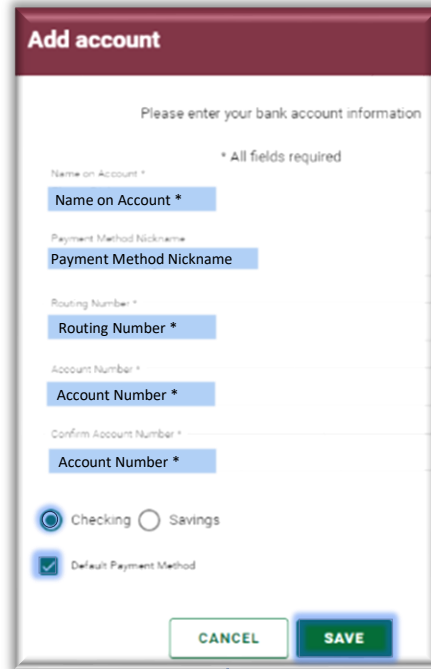 Add account
Please enter your bank account information
* All fields required
Name on Account *
Name on Account *
Payment Method Nickname
Payment Method Nickname
Routing Number *
Routing Number *
Account Number *
Account Number *
Confirm Account Number *
Account Number *
Checking Savings
Default Payment Method
CANCEL SAVE